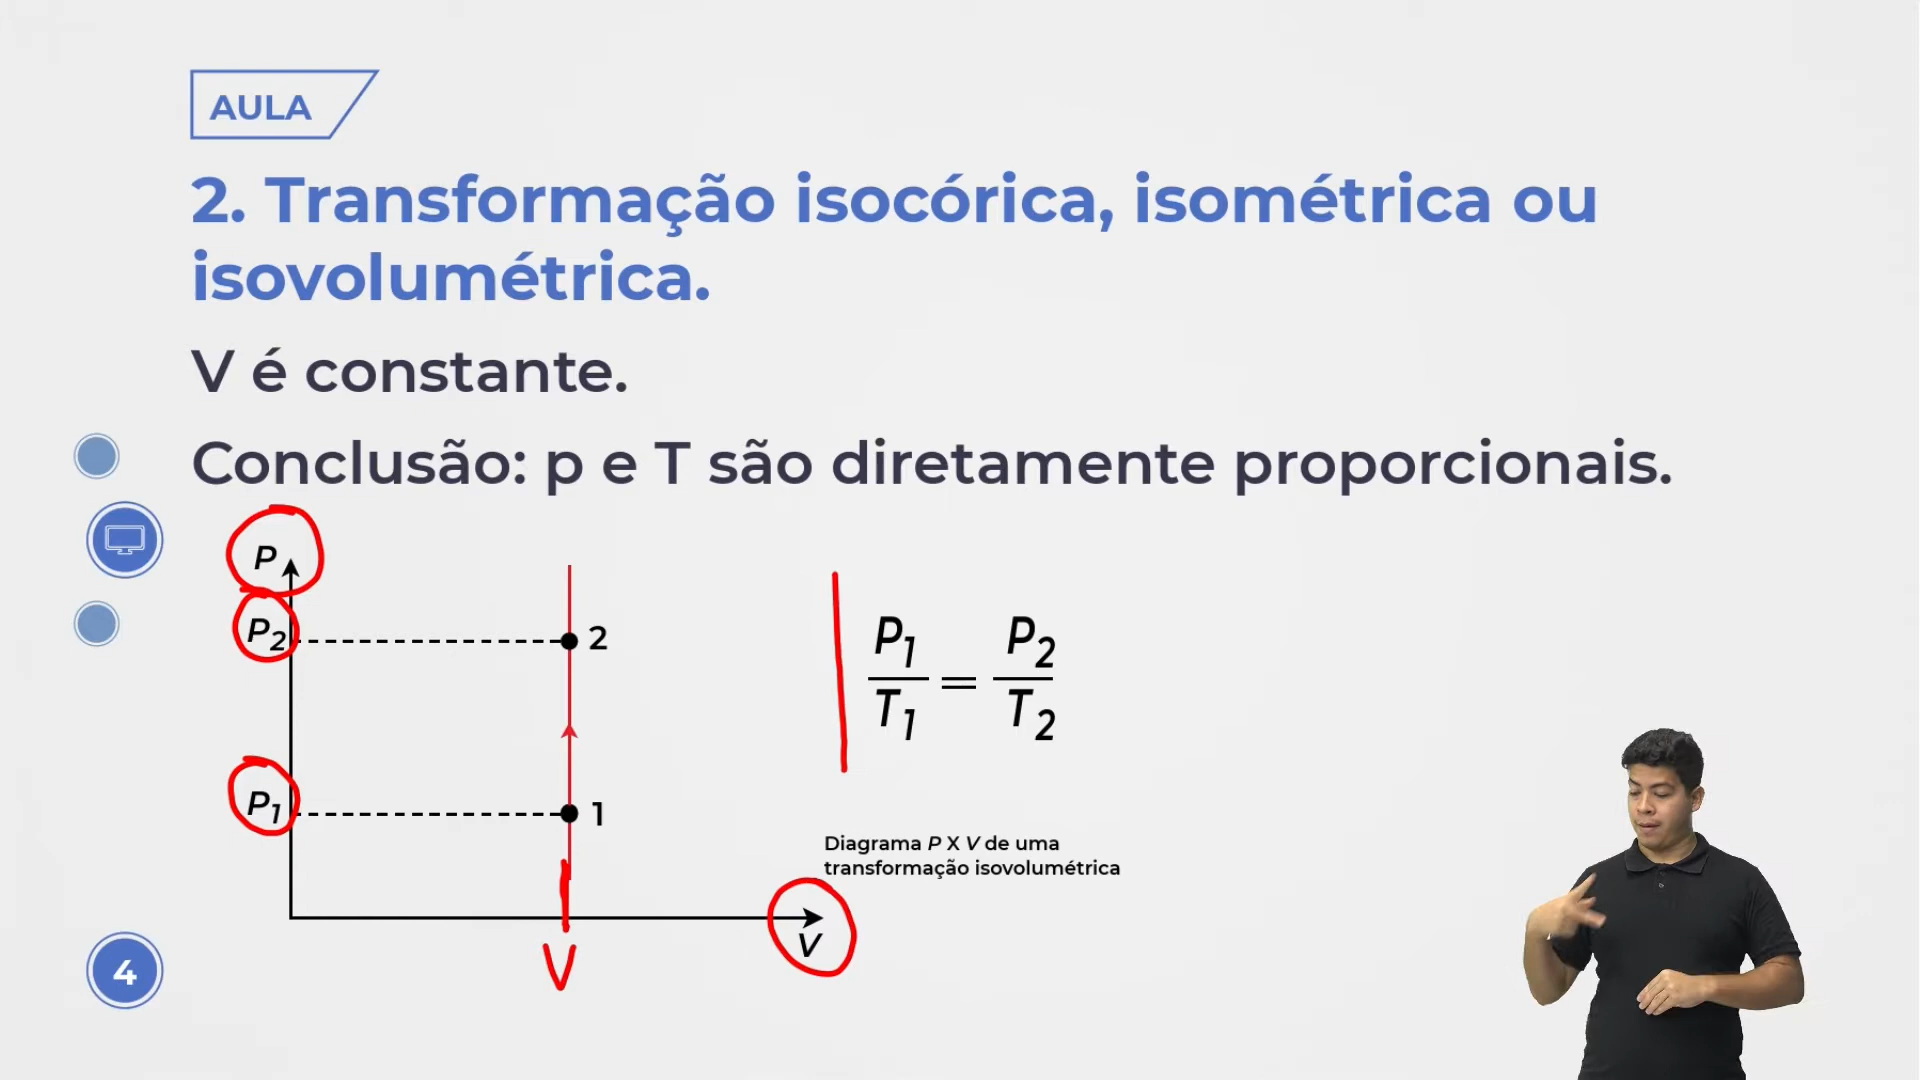 AULA
2. Transformação isocórica, isométrica ou
isovolumétrica.
V é constante.
Conclusão: p e T são diretamente proporcionais.
P
P2
2
P1
1
V
V
P1 = P2
T1 T2
Diagrama P X V de uma
transformação isovolumétrica
4